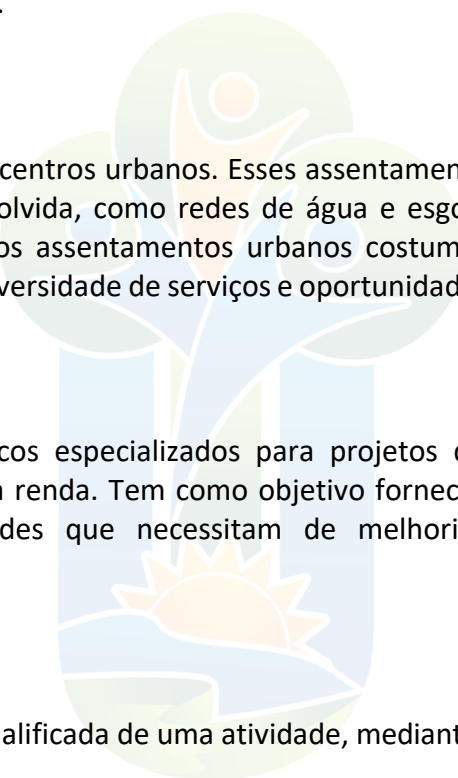 .
centros urbanos. Esses assentamen
olvida, como redes de água e esgo
os assentamentos urbanos costum
versidade de serviços e oportunidad
cos especializados para projetos d
a renda. Tem como objetivo fornec
des que necessitam de melhori
alificada de uma atividade, mediant